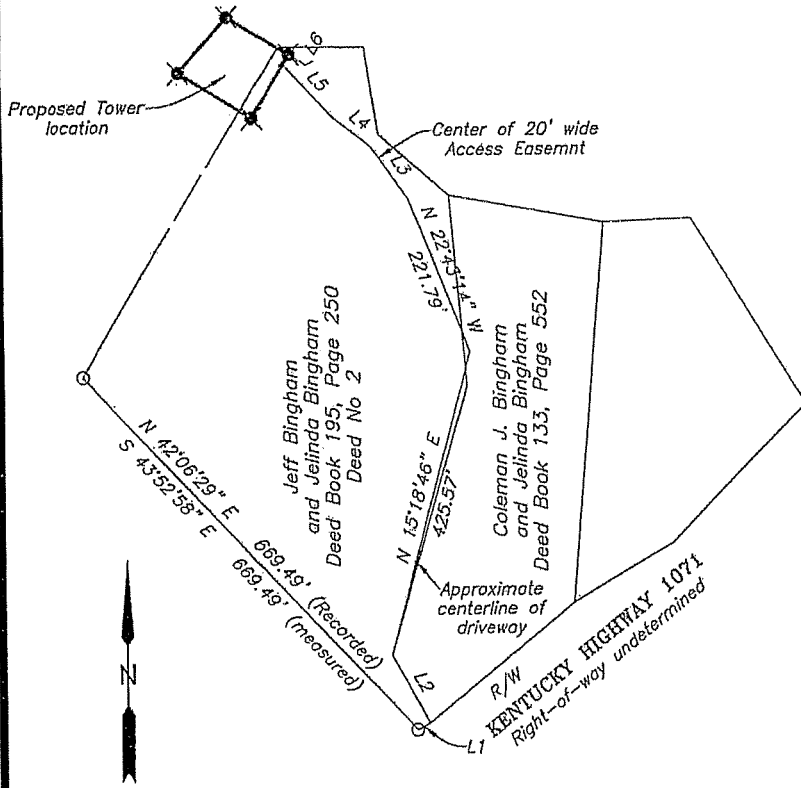 L6
L5
Proposed Tower
location
L4
Center of 20' wide
Access Easemnt
L3
N 22°43'14" W
221.79'
Jeff Bingham
and Jelinda Bingham
Deed Book 195, Page 250
Deed No 2
Coleman J. Bingham
and Jelinda Bingham
Deed Book 133, Page 552
N 42°06'29" E 669.49' (Recorded)
S 43°52'58" E 669.49' (measured)
N 15°18'46" E
425.57'
Approximate
centerline of
driveway
L2
R/W
KENTUCKY HIGHWAY 1071
Right-of-way undetermined
L1
N